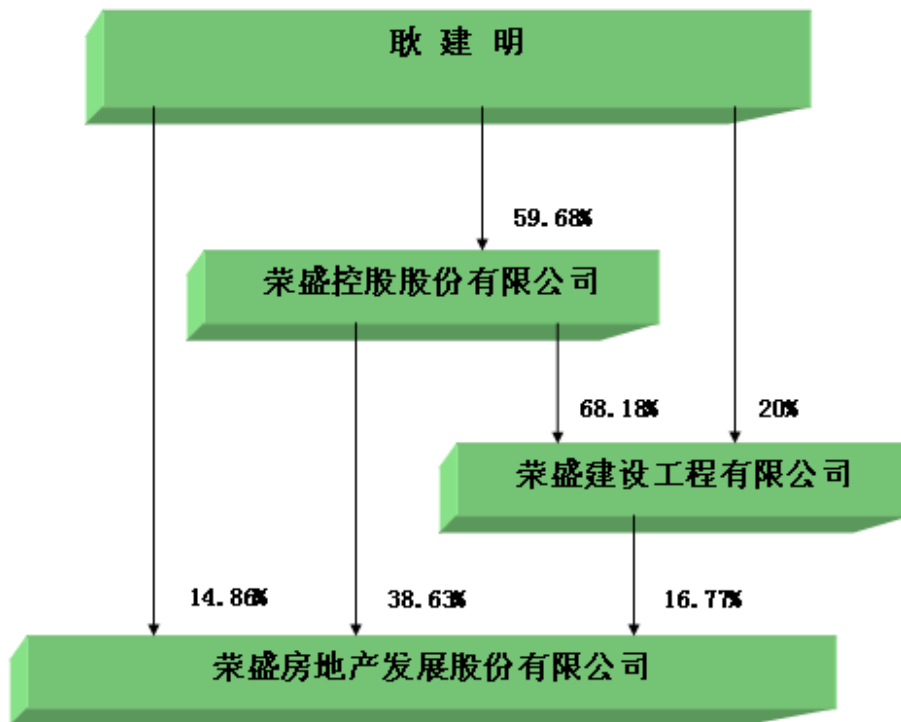 耿 建 明
59.68%
荣盛控股股份有限公司
68.18%
20%
荣盛建设工程有限公司
14.86%
38.63%
16.77%
荣盛房地产发展股份有限公司